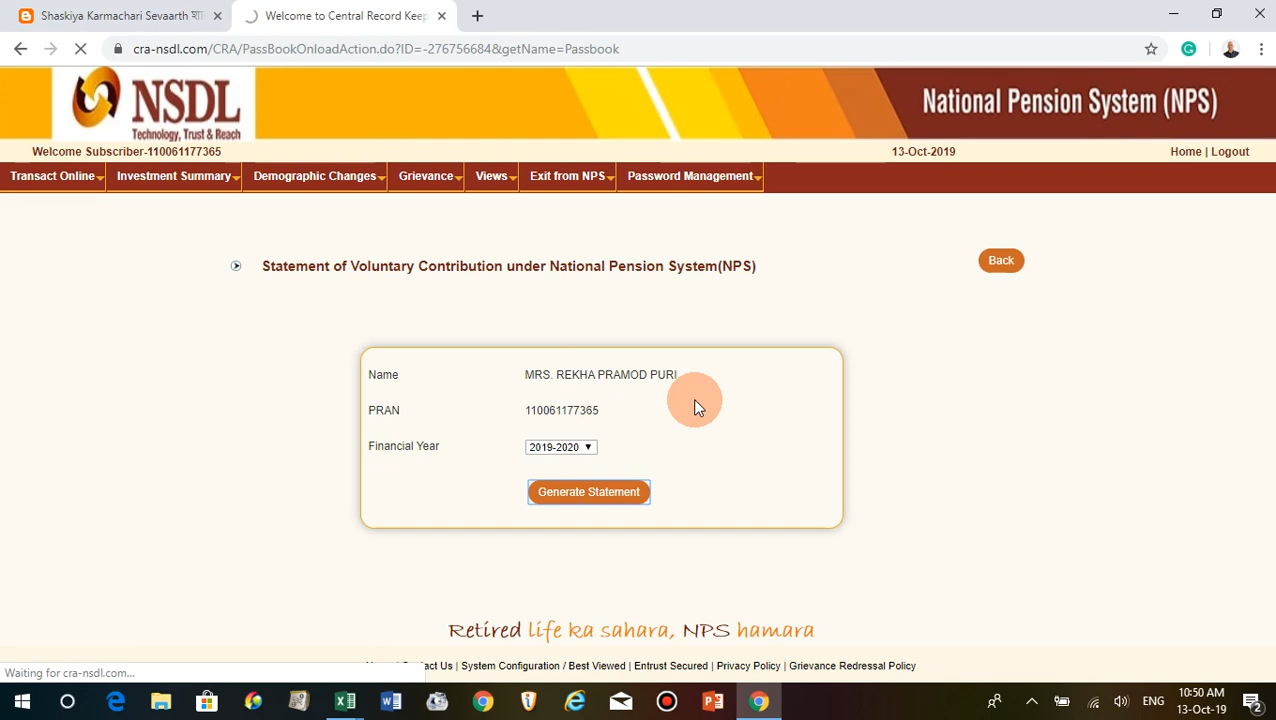 Shaskiya Karmachari Sevaarth
Welcome to Central Record Keep
cra-nsdl.com/CRA/PassBookOnloadAction.do?ID=-276756684&getName=Passbook
NSDL
Technology, Trust & Reach
National Pension System (NPS)
Welcome Subscriber-110061177365
13-Oct-2019
Home | Logout
Transact Online
Investment Summary
Demographic Changes
Grievance
Views
Exit from NPS
Password Management
Statement of Voluntary Contribution under National Pension System(NPS)
Back
Name MRS. REKHA PRAMOD PURI
PRAN 110061177365
Financial Year 2019-2020
Generate Statement
Retired life ka sahara, NPS hamara
Us | System Configuration / Best Viewed | Entrust Secured | Privacy Policy | Grievance Redressal Policy
Waiting for cra-nsdl.com...
ENG
10:50 AM
13-Oct-19
2